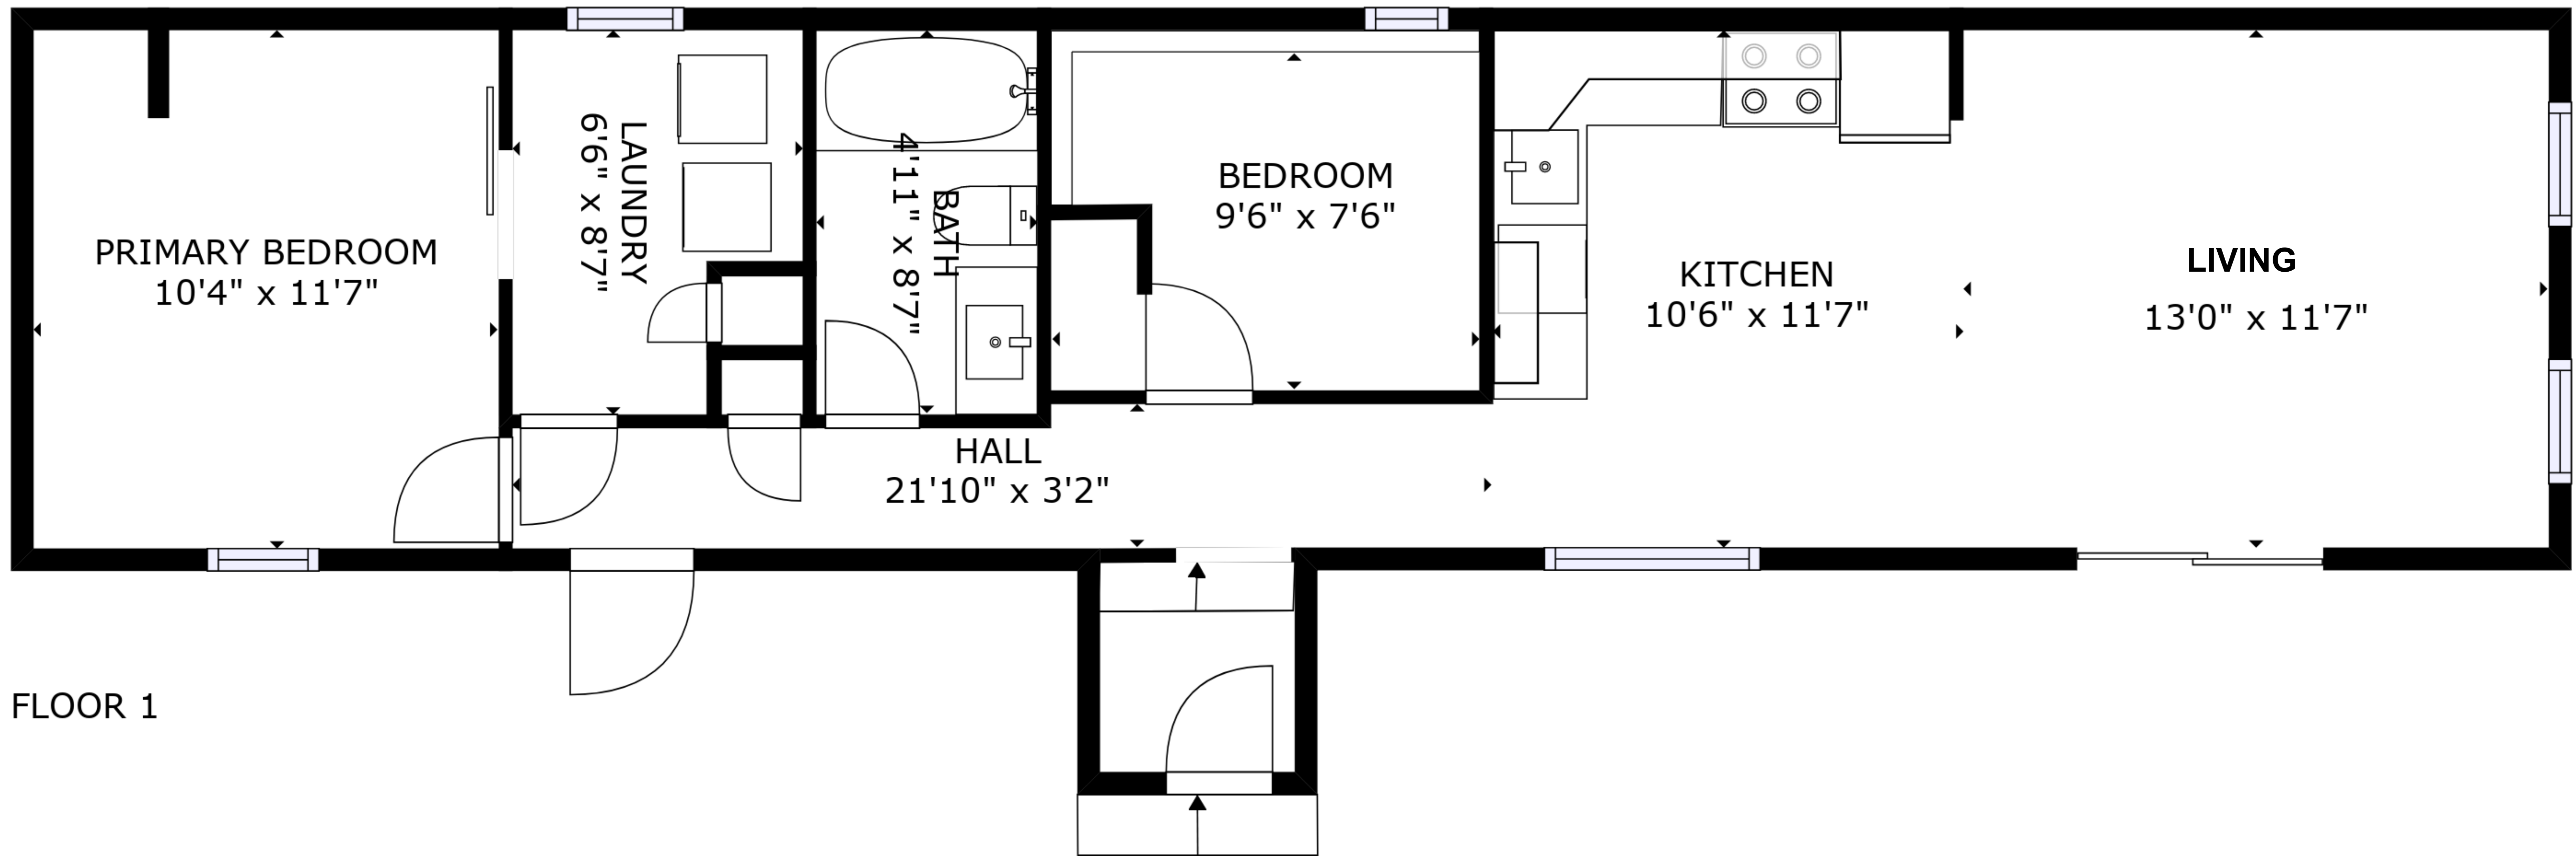 PRIMARY BEDROOM
10'4" x 11'7"
LAUNDRY
6'6" x 8'7"
BATH
4'11" x 8'7"
BEDROOM
9'6" x 7'6"
KITCHEN
10'6" x 11'7"
LIVING
13'0" x 11'7"
HALL
21'10" x 3'2"
FLOOR 1